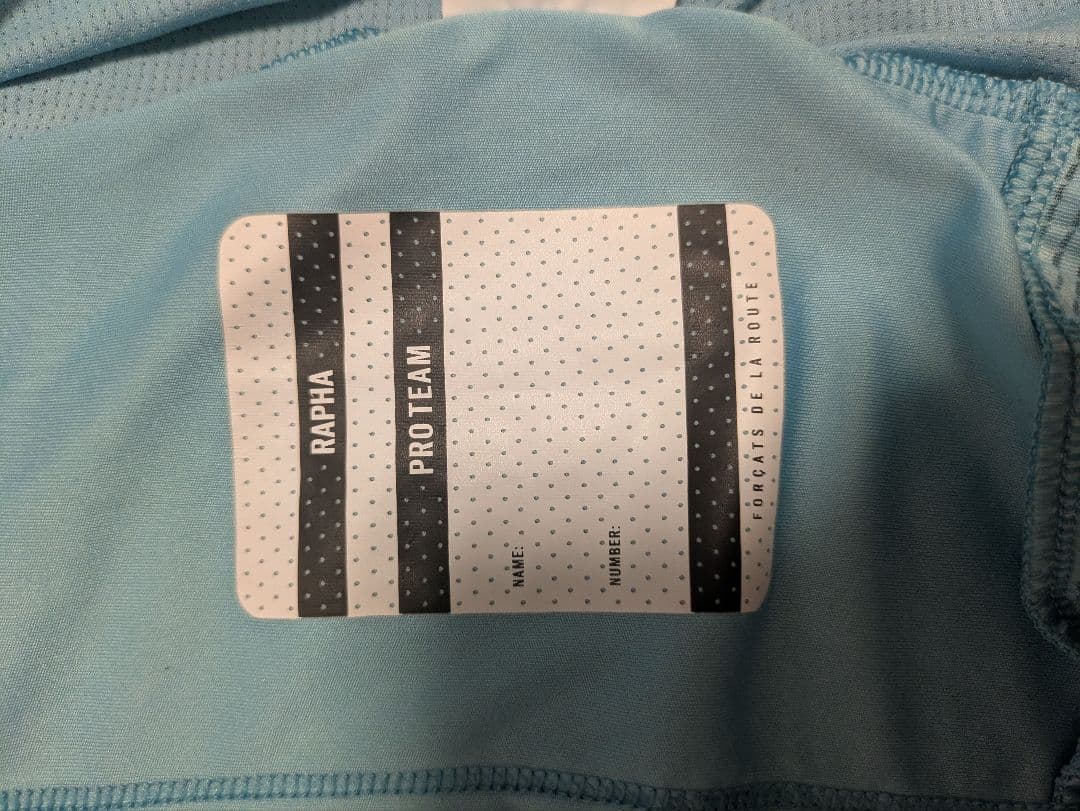 RAPHA
PRO TEAM
NAME:
NUMBER:
FORÇATS DE LA ROUTE